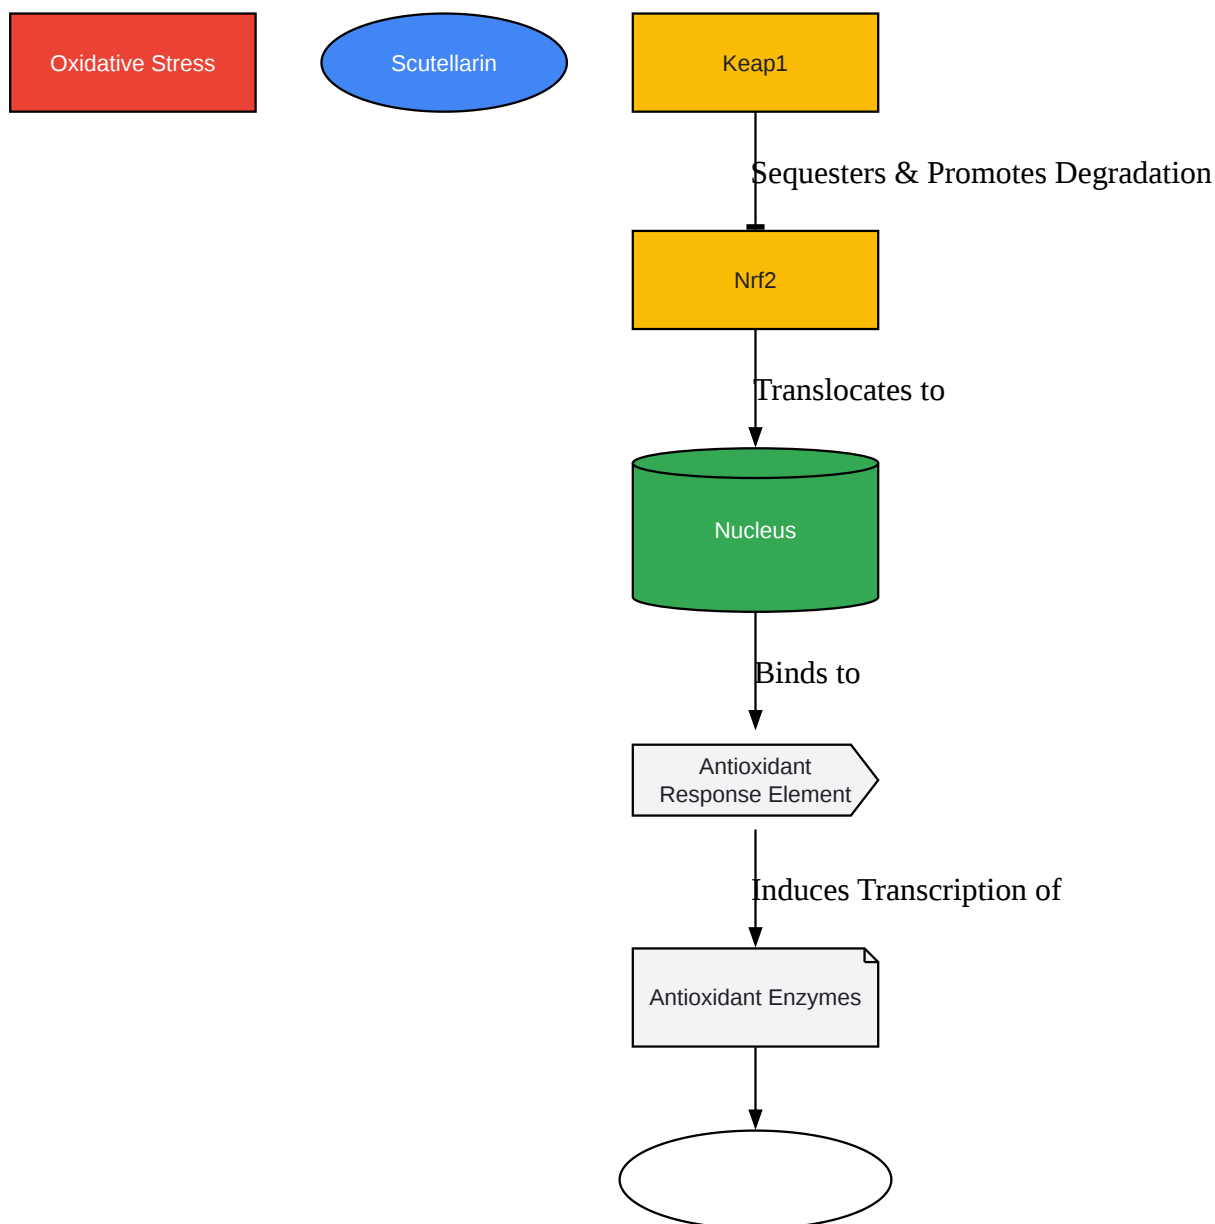 Oxidative Stress
Scutellarin
Keap1
Sequesters & Promotes Degradation
Nrf2
Translocates to
Nucleus
Binds to
Antioxidant
Response Element
Induces Transcription of
Antioxidant Enzymes